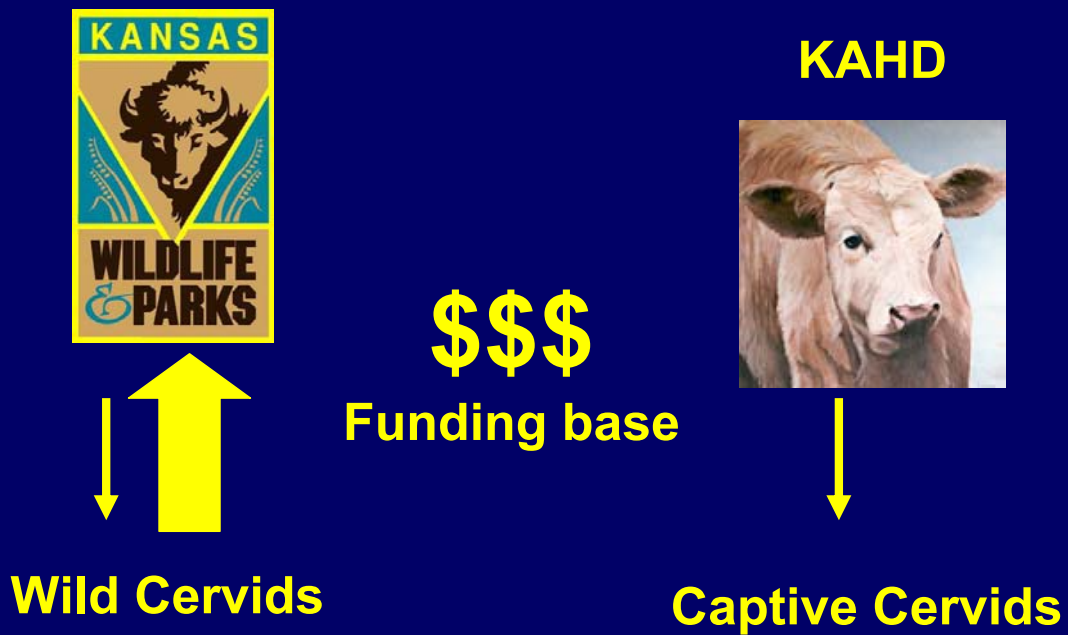 KANSAS
WILDLIFE
& PARKS
KAHD
$$$
Funding base
Wild Cervids
Captive Cervids